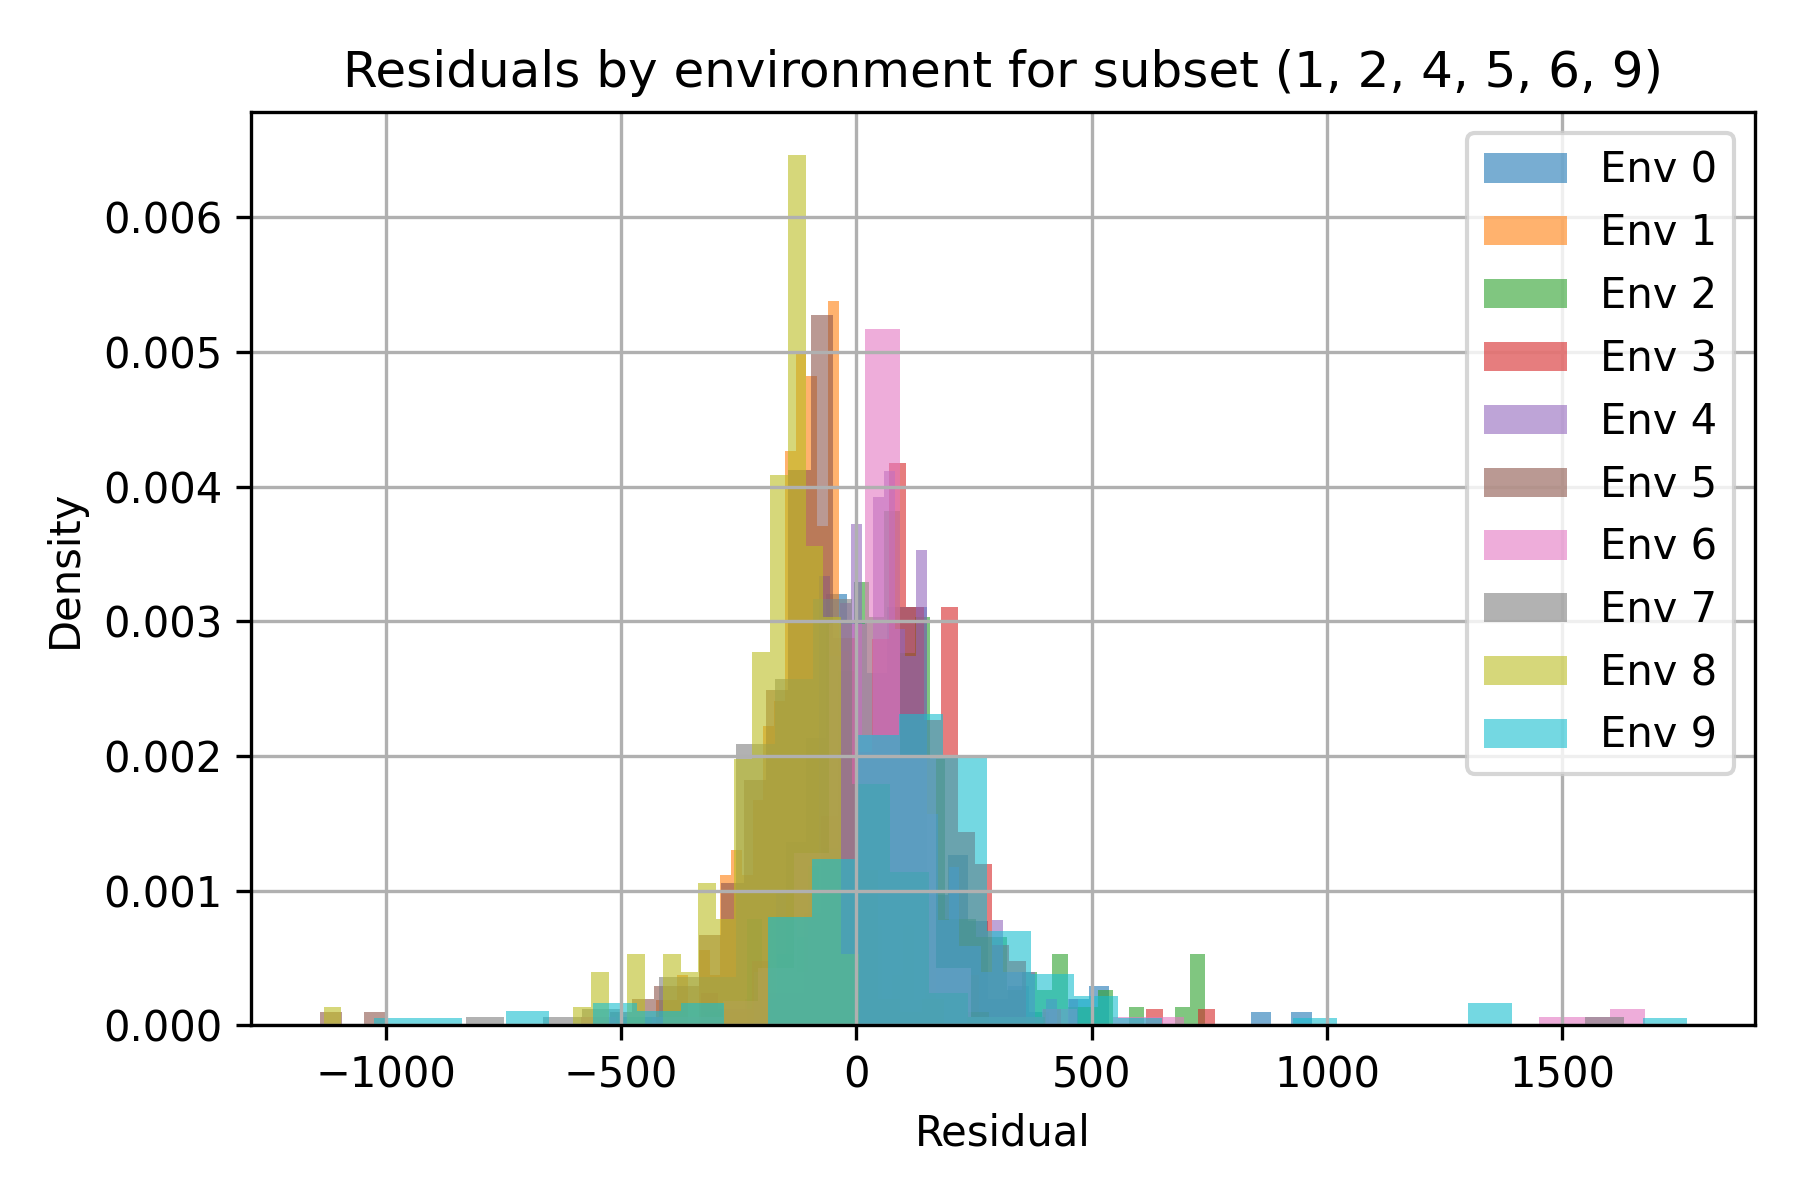 Residuals by environment for subset (1, 2, 4, 5, 6, 9)
Density
0.006
0.005
0.004
0.003
0.002
0.001
0.000
−1000
−500
0
500
1000
1500
Residual
Env 0
Env 1
Env 2
Env 3
Env 4
Env 5
Env 6
Env 7
Env 8
Env 9